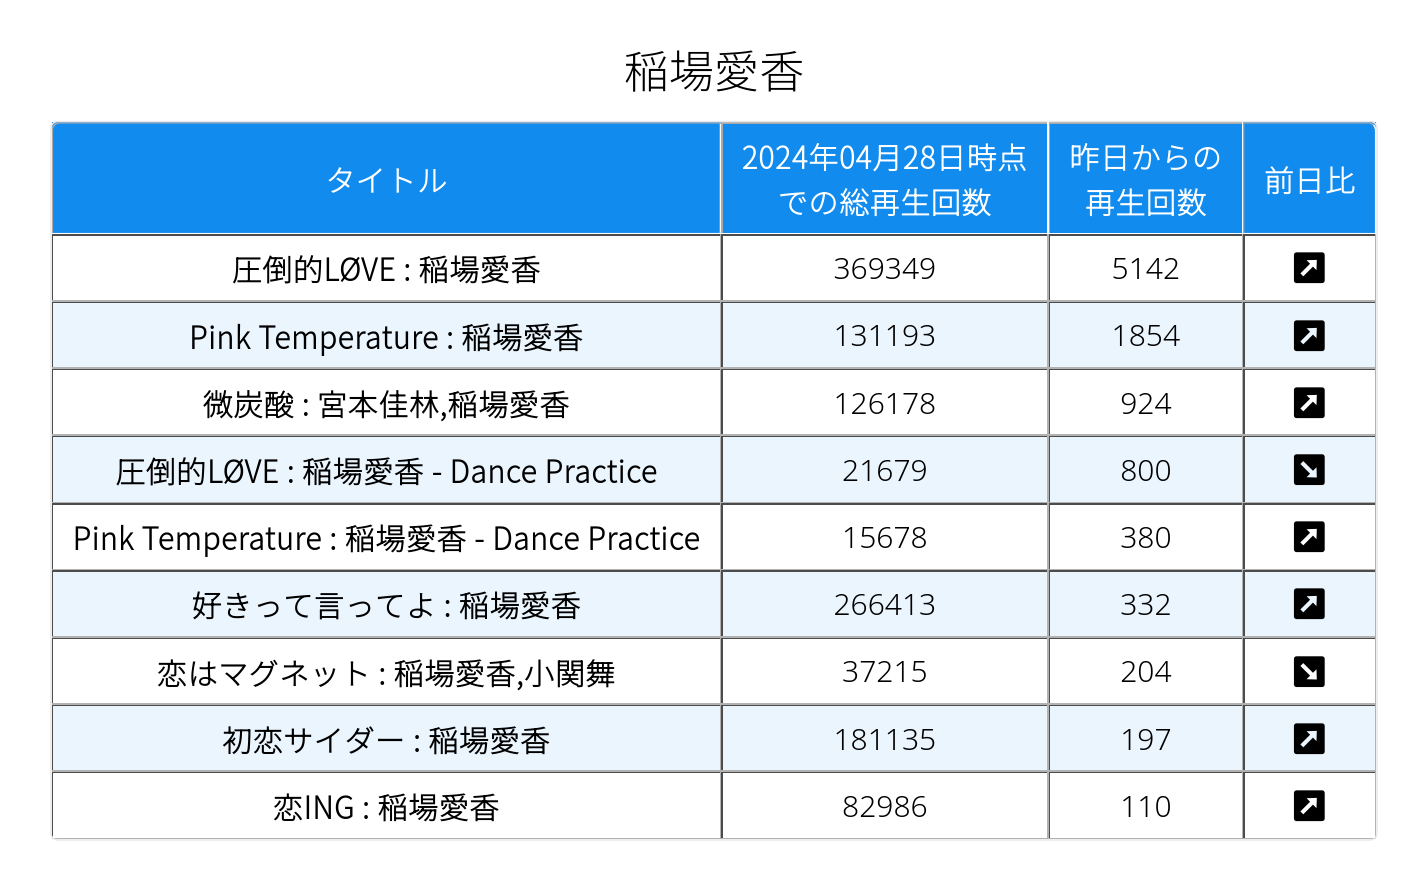 稲場愛香
タイトル
2024年04月28日時点
での総再生回数
昨日からの
再生回数
前日比
圧倒的LØVE : 稲場愛香 369349 5142 ↗
Pink Temperature : 稲場愛香 131193 1854 ↗
微炭酸 : 宮本佳林,稲場愛香 126178 924 ↗
圧倒的LØVE : 稲場愛香 - Dance Practice 21679 800 ↘
Pink Temperature : 稲場愛香 - Dance Practice 15678 380 ↗
好きって言ってよ : 稲場愛香 266413 332 ↗
恋はマグネット : 稲場愛香,小関舞 37215 204 ↘
初恋サイダー : 稲場愛香 181135 197 ↗
恋ING : 稲場愛香 82986 110 ↗